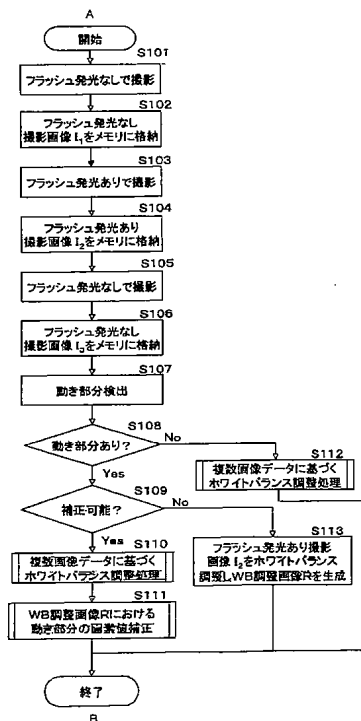 A
開始
S101
フラッシュ発光なしで撮影
S102
フラッシュ発光なし
撮影画像 I₁をメモリに格納
S103
フラッシュ発光ありで撮影
S104
フラッシュ発光あり
撮影画像 I₂をメモリに格納
S105
フラッシュ発光なしで撮影
S106
フラッシュ発光なし
撮影画像 I₃をメモリに格納
S107
動き部分検出
S108
動き部分あり?
No
S112
複数画像データに基づく
ホワイトバランス調整処理
Yes
S109
補正可能?
No
S113
フラッシュ発光あり撮影
画像 I₂をホワイトバランス
調整しWB調整画像Rを生成
Yes
S110
複数画像データに基づく
ホワイトバランス調整処理
S111
WB調整画像Rにおける
動き部分の画素値補正
終了
B